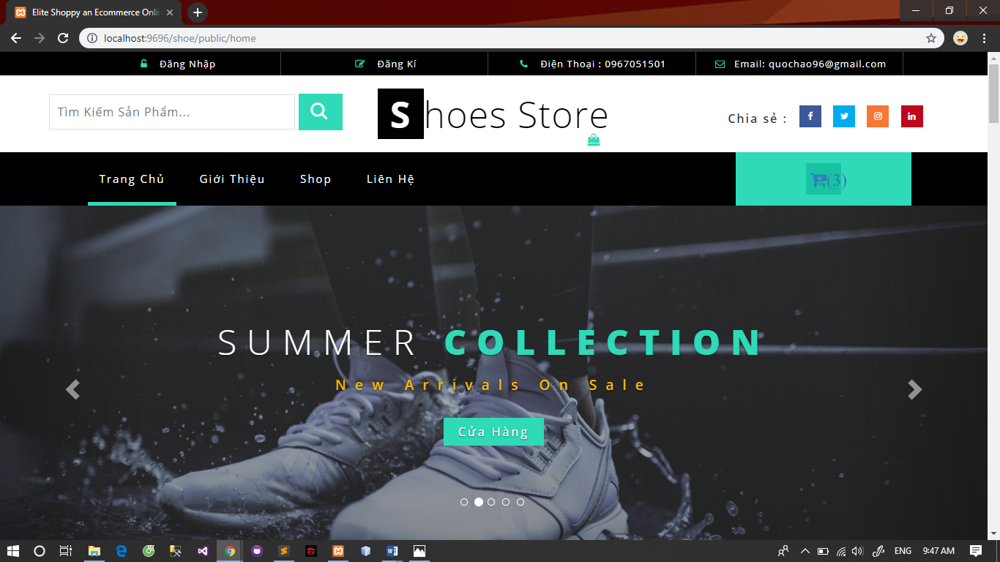 Elite Shoppy an Ecommerce Onlin
localhost:9696/shoe/public/home
Đăng Nhập
Đăng Kí
Điện Thoại : 0967051501
Email: quochao96@gmail.com
Tìm Kiếm Sản Phẩm...
Shoes Store
Chia sẻ :
Trang Chủ
Giới Thiệu
Shop
Liên Hệ
(3)
SUMMER COLLECTION
New Arrivals On Sale
Cửa Hàng
ENG
9:47 AM